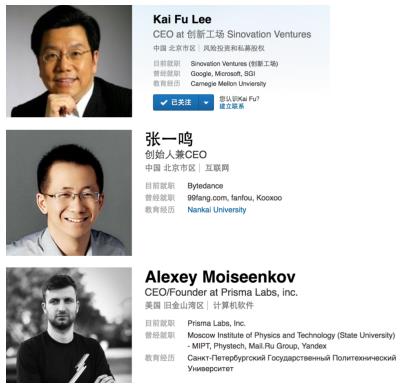 Kai Fu Lee
CEO at 创新工场 Sinovation Ventures
中国 北京市区 | 风险投资和私募股权
目前就职 Sinovation Ventures (创新工场)
曾经就职 Google, Microsoft, SGI
教育经历 Carnegie Mellon Unviersity
已关注
您认识Kai Fu?
建立联系
张一鸣
创始人兼CEO
中国 北京市区 | 互联网
目前就职 Bytedance
曾经就职 99fang.com, fanfou, Kooxoo
教育经历 Nankai University
Alexey Moiseenkov
CEO/Founder at Prisma Labs, inc.
美国 旧金山湾区 | 计算机软件
目前就职 Prisma Labs, Inc.
曾经就职 Moscow Institute of Physics and Technology (State University)
- MIPT, Phystech, Mail.Ru Group, Yandex
教育经历 Санкт-Петербургский Государственный Политехнический
Университет